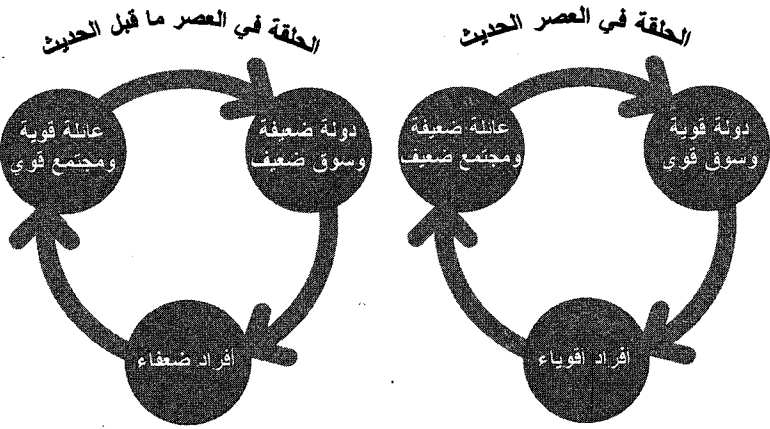 الحلقة في العصر الحديث
دولة قوية
وسوق قوي
عائلة ضعيفة
ومجتمع ضعيف
أفراد أقوياء
الحلقة في العصر ما قبل الحديث
دولة ضعيفة
وسوق ضعيف
عائلة قوية
ومجتمع قوي
أفراد ضعفاء